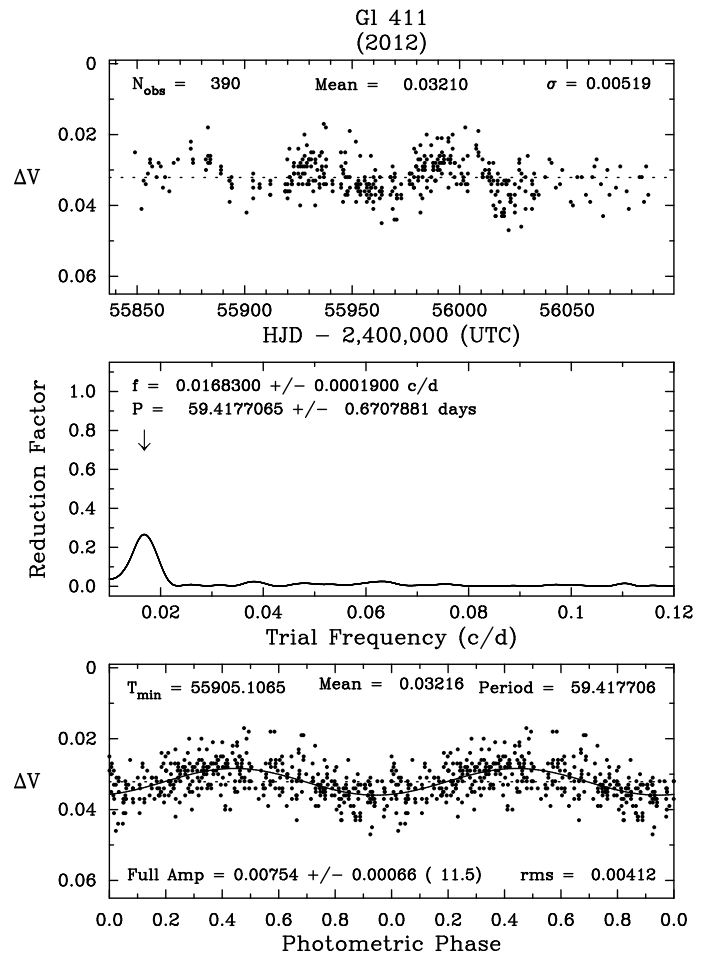 Gl 411
(2012)
0
N_obs = 390 Mean = 0.03210 σ = 0.00519
0.02
ΔV
0.04
0.06
55850 55900 55950 56000 56050
HJD − 2,400,000 (UTC)
f = 0.0168300 +/− 0.0001900 c/d
1.0
P = 59.4177065 +/− 0.6707881 days
0.8
0.6
Reduction Factor
0.4
0.2
0.0
0.02 0.04 0.06 0.08 0.1 0.12
Trial Frequency (c/d)
0
T_min = 55905.1065 Mean = 0.03216 Period = 59.417706
0.02
ΔV
0.04
Full Amp = 0.00754 +/− 0.00066 ( 11.5) rms = 0.00412
0.06
0.0 0.2 0.4 0.6 0.8 0.0 0.2 0.4 0.6 0.8 0.0
Photometric Phase